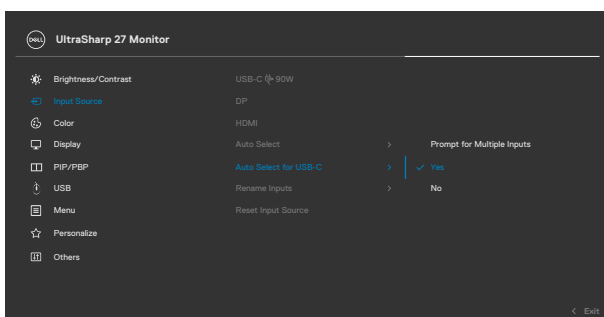 DELL UltraSharp 27 Monitor
Brightness/Contrast
Input Source
Color
Display
PIP/PBP
USB
Menu
Personalize
Others
USB-C 90W
DP
HDMI
Auto Select >
Auto Select for USB-C >
Rename Inputs >
Reset Input Source
Prompt for Multiple Inputs
✓ Yes
No
< Exit